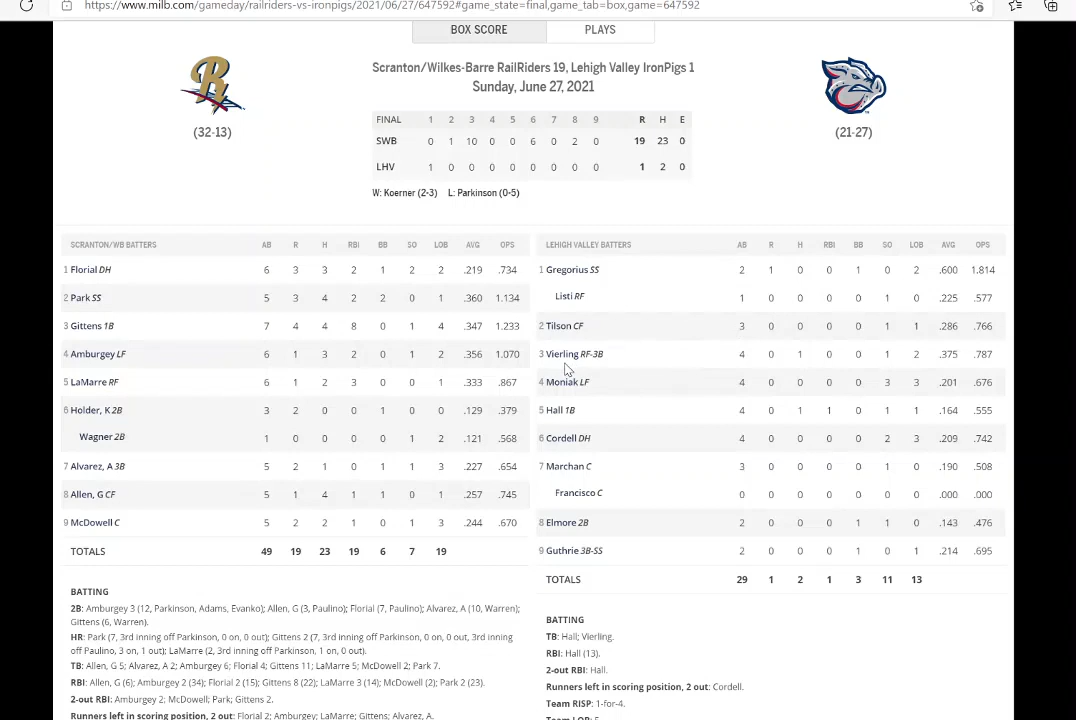 https://www.milb.com/gameday/railriders-vs-ironpigs/2021/06/27/647592#game_state=final,game_tab=box,game=647592
BOX SCORE PLAYS
Scranton/Wilkes-Barre RailRiders 19, Lehigh Valley IronPigs 1
Sunday, June 27, 2021
R
(32-13) (21-27)
FINAL 1 2 3 4 5 6 7 8 9 R H E
SWB 0 1 10 0 0 6 0 2 0 19 23 0
LHV 1 0 0 0 0 0 0 0 0 1 2 0
W: Koerner (2-3) L: Parkinson (0-5)
SCRANTON/WB BATTERS AB R H RBI BB SO LOB AVG OPS
1 Florial DH 6 3 3 2 1 2 2 .219 .734
2 Park SS 5 3 4 2 2 0 1 .360 1.134
3 Gittens 1B 7 4 4 8 0 1 4 .347 1.233
4 Amburgey LF 6 1 3 2 0 1 2 .356 1.070
5 LaMarre RF 6 1 2 3 0 0 1 .333 .867
6 Holder, K 2B 3 2 0 0 1 0 0 .129 .379
Wagner 2B 1 0 0 0 0 1 2 .121 .568
7 Alvarez, A 3B 5 2 1 0 1 1 3 .227 .654
8 Allen, G CF 5 1 4 1 1 0 1 .257 .745
9 McDowell C 5 2 2 1 0 1 3 .244 .670
TOTALS 49 19 23 19 6 7 19
BATTING
2B: Amburgey 3 (12, Parkinson, Adams, Evanko); Allen, G (3, Paulino); Florial (7, Paulino); Alvarez, A (10, Warren);
Gittens (6, Warren).
HR: Park (7, 3rd inning off Parkinson, 0 on, 0 out); Gittens 2 (7, 3rd inning off Parkinson, 0 on, 0 out, 3rd inning
off Paulino, 3 on, 1 out); LaMarre (2, 3rd inning off Parkinson, 1 on, 0 out).
TB: Allen, G 5; Alvarez, A 2; Amburgey 6; Florial 4; Gittens 11; LaMarre 5; McDowell 2; Park 7.
RBI: Allen, G (6); Amburgey 2 (34); Florial 2 (15); Gittens 8 (22); LaMarre 3 (14); McDowell (2); Park 2 (23).
2-out RBI: Amburgey 2; McDowell; Park; Gittens 2.
Runners left in scoring position, 2 out: Florial 2; Amburgey; LaMarre; Gittens; Alvarez, A.
LEHIGH VALLEY BATTERS AB R H RBI BB SO LOB AVG OPS
1 Gregorius SS 2 1 0 0 1 0 2 .600 1.814
Listi RF 1 0 0 0 0 1 0 .225 .577
2 Tilson CF 3 0 0 0 0 1 1 .286 .766
3 Vierling RF-3B 4 0 1 0 0 1 2 .375 .787
4 Moniak LF 4 0 0 0 0 3 3 .201 .676
5 Hall 1B 4 0 1 1 0 1 1 .164 .555
6 Cordell DH 4 0 0 0 0 2 3 .209 .742
7 Marchan C 3 0 0 0 0 1 0 .190 .508
Francisco C 0 0 0 0 0 0 0 .000 .000
8 Elmore 2B 2 0 0 0 1 1 0 .143 .476
9 Guthrie 3B-SS 2 0 0 0 1 0 1 .214 .695
TOTALS 29 1 2 1 3 11 13
BATTING
TB: Hall; Vierling.
RBI: Hall (13).
2-out RBI: Hall.
Runners left in scoring position, 2 out: Cordell.
Team RISP: 1-for-4.
Team LOB: 5.